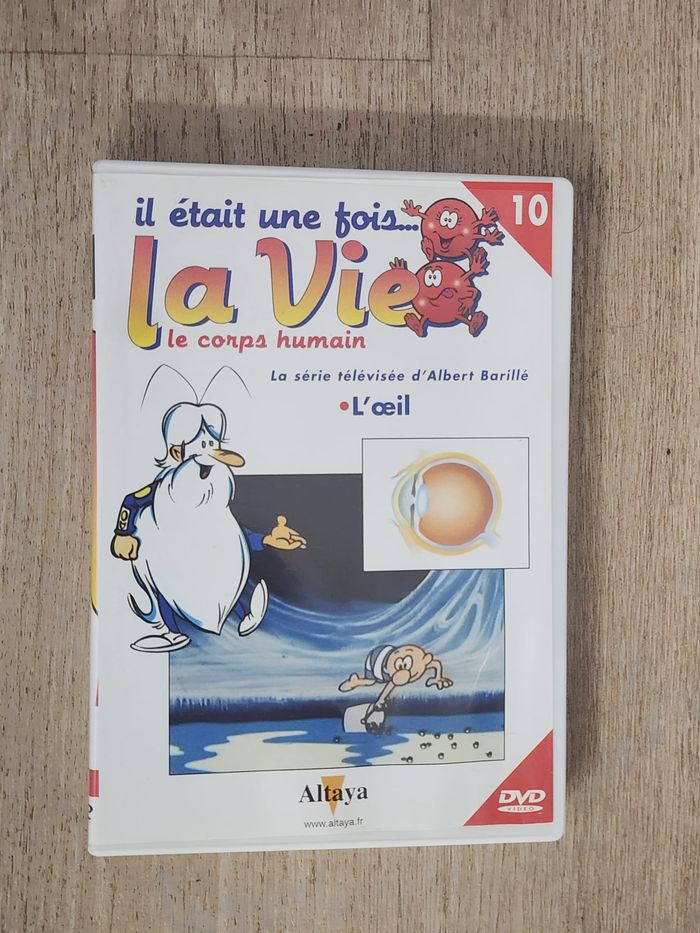 il était une fois...
10
la Vie
le corps humain
La série télévisée d'Albert Barillé
•L'œil
Altaya
www.altaya.fr
DVD
VIDEO